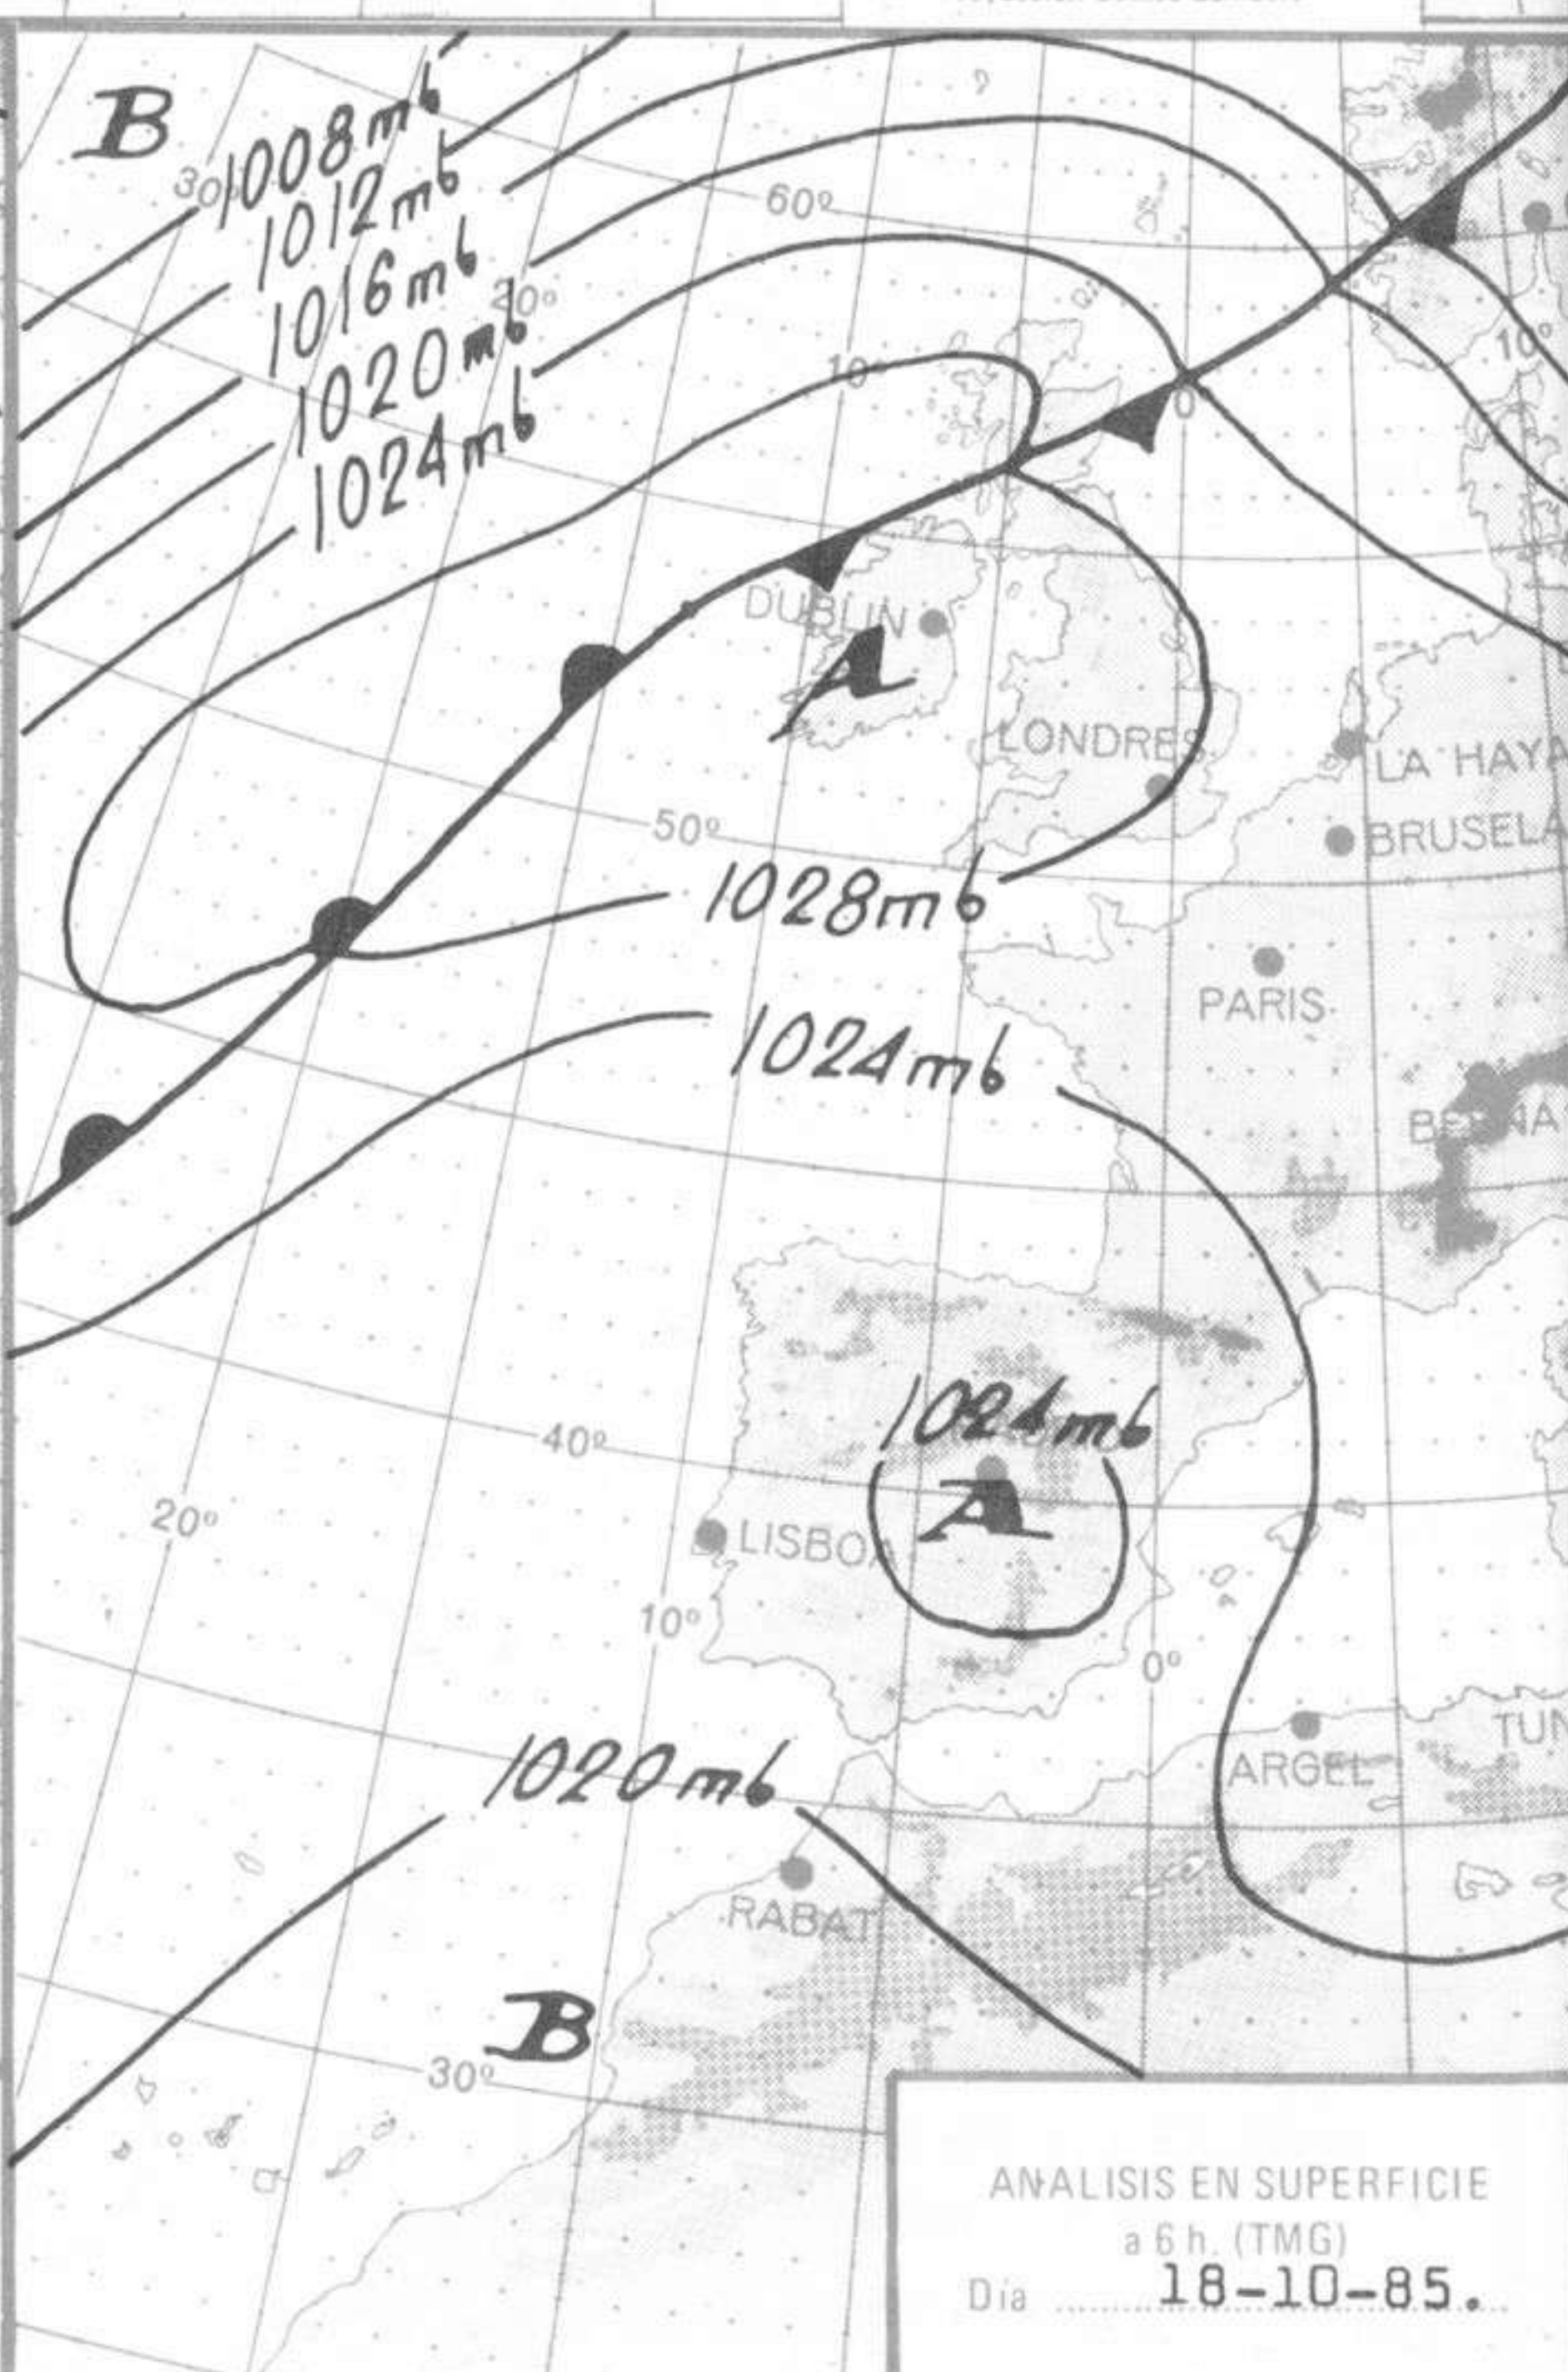 B
1008mb
30º
1012mb
60º
1016mb
20º
1020mb
10º
10º
1024mb
0
DUBLIN
A
LONDRES
LA HAYA
50º
BRUSELA
1028mb
PARIS
1024mb
BERNA
1024mb
40º
A
20º
LISBOA
10º
0º
TUN
1020mb
ARGEL
RABAT
B
30º
ANALISIS EN SUPERFICIE
a 6 h. (TMG)
Dia 18-10-85.